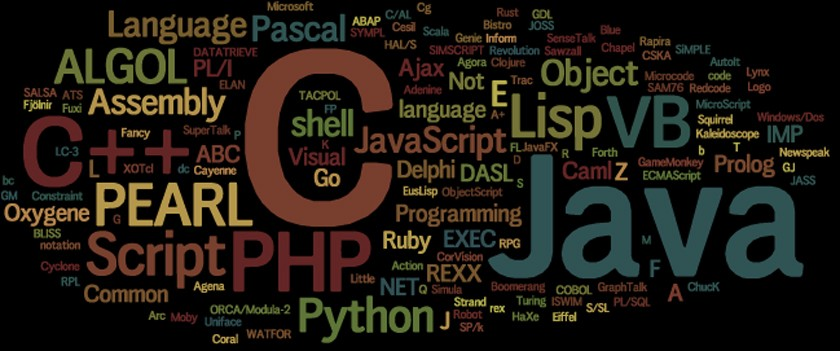 Microsoft
Cg
Language
Pascal
ABAP
C/AL
Cesil
SYMPL
Scala
HAL/S
Bistro
Rust
GDL
JOSS
Genie
Inform
SenseTalk
Blue
Rapira
SIMSCRIPT
Revolution
Sawzall
Chapel
CSKA
SiMPLE
ALGOL
DATATRIEVE
PL/I
ELAN
Ajax
Adenine
Agora
Clojure
Not
Trac
Object
AutoIt
Microcode
code
Lynx
SAM76
Redcode
Logo
SALSA
ATS
Fjölnir
Fuxi
Assembly
C
TACPOL
FP
shell
K
Visual
Go
language
E
A+
Lisp
VB
MicroScript
Squirrel
Windows/Dos
Kaleidoscope
IMP
C++
Fancy
SuperTalk
P
LC-3
L
XOTcl
dc
ABC
Cayenne
JavaScript
FL
JavaFX
R
Forth
b
T
Newspeak
D
Caml
Z
GameMonkey
ECMAScript
Prolog
GJ
JASS
bc
GM
Constraint
Oxygene
PEARL
G
Delphi
DASL
S
EusLisp
ObjectScript
Programming
Java
BLISS
notation
Script
PHP
Ruby
EXEC
RPG
M
F
Cyclone
RPL
Agena
Little
CorVision
Action
REXX
Common
NET
Q
Simula
Boomerang
COBOL
GraphTalk
A
ChucK
ORCA/Modula-2
Python
Strand
rex
Turing
ISWIM
PL/SQL
Arc
Moby
Uniface
J
Robot
SP/k
HaXe
Eiffel
S/SL
Coral
WATFOR